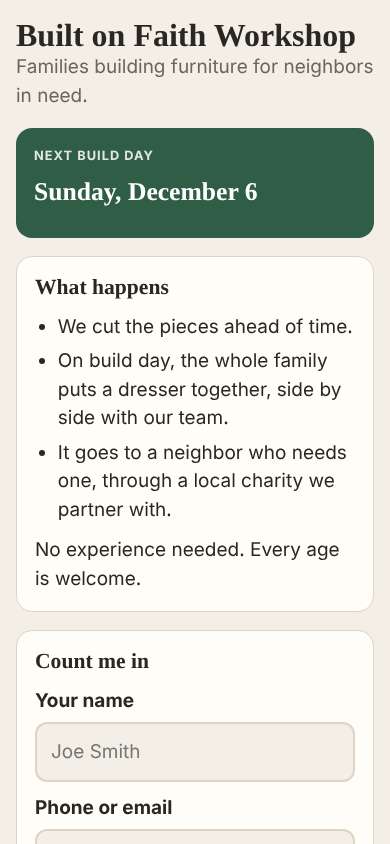 Built on Faith Workshop
Families building furniture for neighbors
in need.
NEXT BUILD DAY
Sunday, December 6
What happens
We cut the pieces ahead of time.
On build day, the whole family
puts a dresser together, side by
side with our team.
It goes to a neighbor who needs
one, through a local charity we
partner with.
No experience needed. Every age
is welcome.
Count me in
Your name
Joe Smith
Phone or email